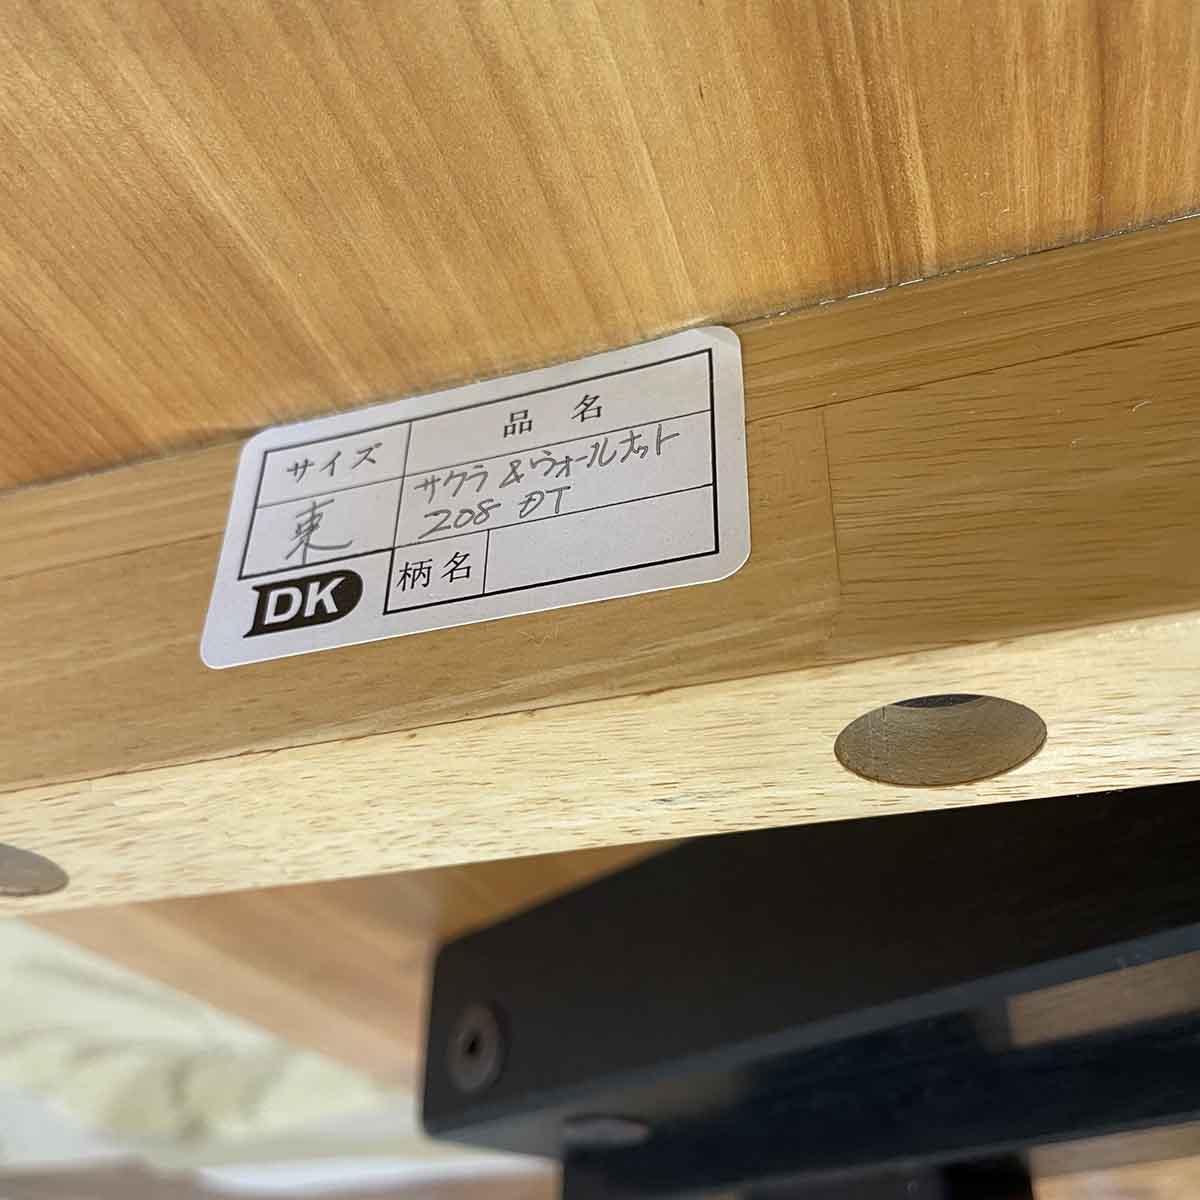 サイズ
品名
東
サクラ&ウォールナット
208 DT
DK
柄名